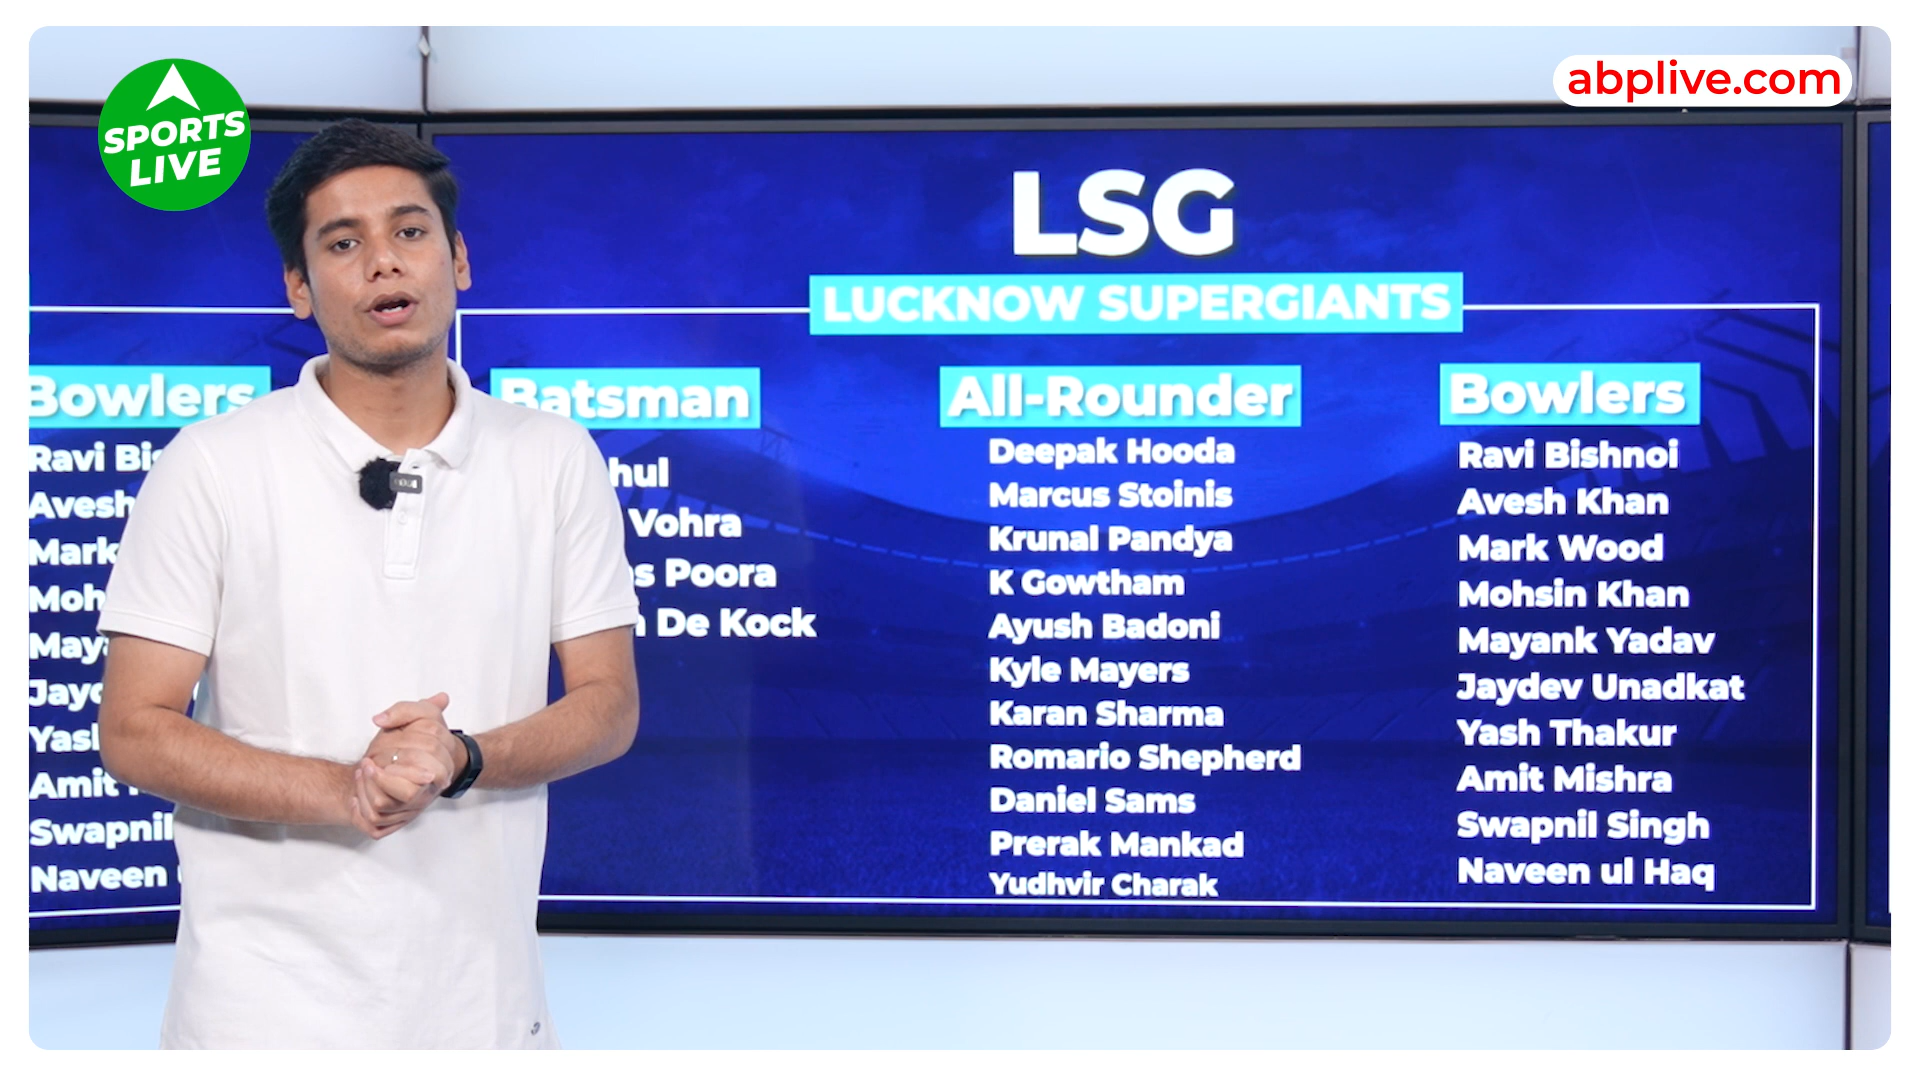 SPORTS
LIVE
abplive.com
LSG
LUCKNOW SUPERGIANTS
Bowlers
Ravi
Avesh
Mark
Swapnil
Naveen
Batsman
Vohra
Poora
De Kock
All-Rounder
Deepak Hooda
Marcus Stoinis
Krunal Pandya
K Gowtham
Ayush Badoni
Kyle Mayers
Karan Sharma
Romario Shepherd
Daniel Sams
Prerak Mankad
Yudhvir Charak
Bowlers
Ravi Bishnoi
Avesh Khan
Mark Wood
Mohsin Khan
Mayank Yadav
Jaydev Unadkat
Yash Thakur
Amit Mishra
Swapnil Singh
Naveen ul Haq